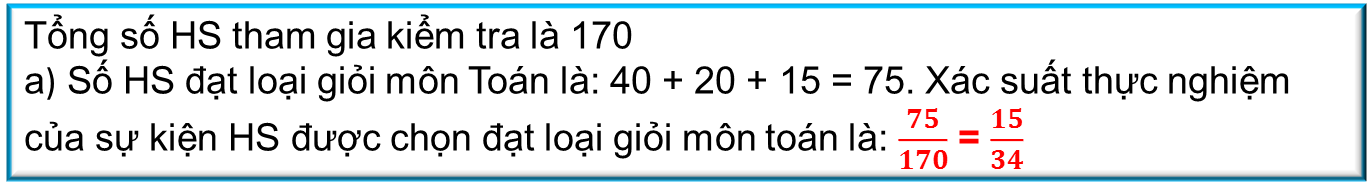 Tổng số HS tham gia kiểm tra là 170
a) Số HS đạt loại giỏi môn Toán là: 40 + 20 + 15 = 75. Xác suất thực nghiệm
của sự kiện HS được chọn đạt loại giỏi môn toán là: 75/170 = 15/34